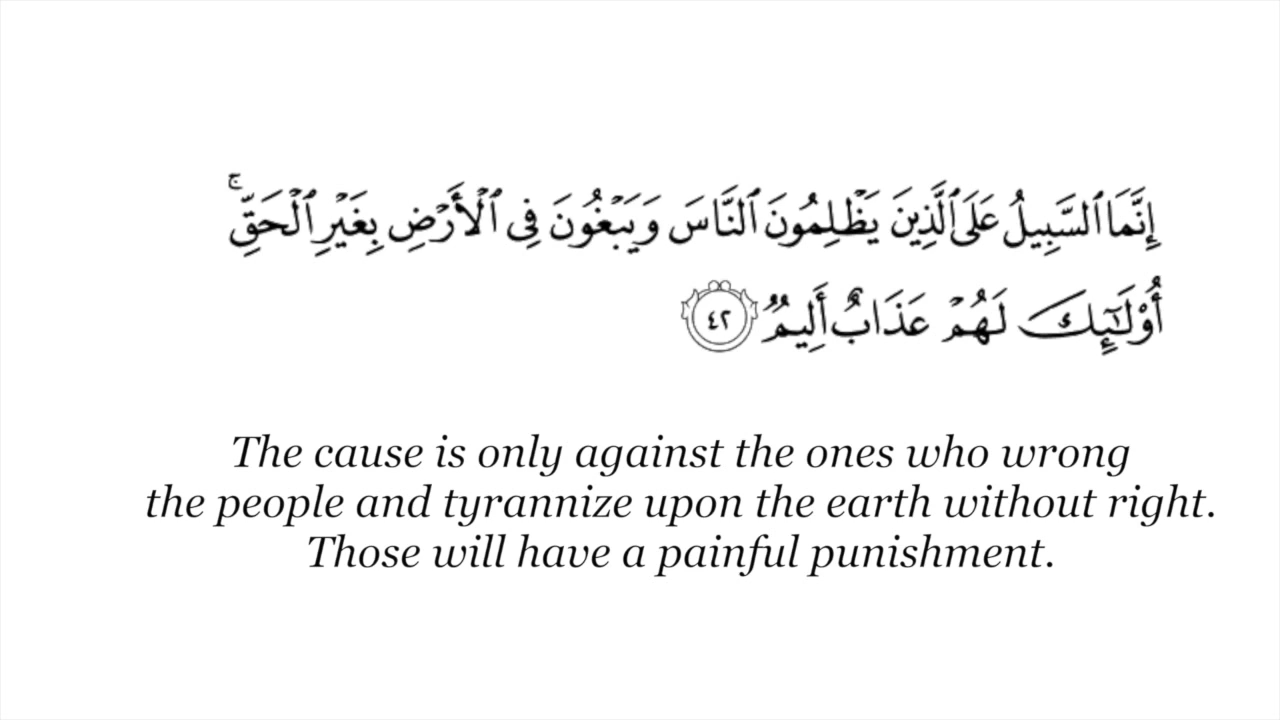 إِنَّمَا ٱلسَّبِيلُ عَلَى ٱلَّذِينَ يَظْلِمُونَ ٱلنَّاسَ وَيَبْغُونَ فِى ٱلْأَرْضِ بِغَيْرِ ٱلْحَقِّ ۚ
أُو۟لَـٰٓئِكَ لَهُمْ عَذَابٌ أَلِيمٌ ٤٢
The cause is only against the ones who wrong
the people and tyrannize upon the earth without right.
Those will have a painful punishment.